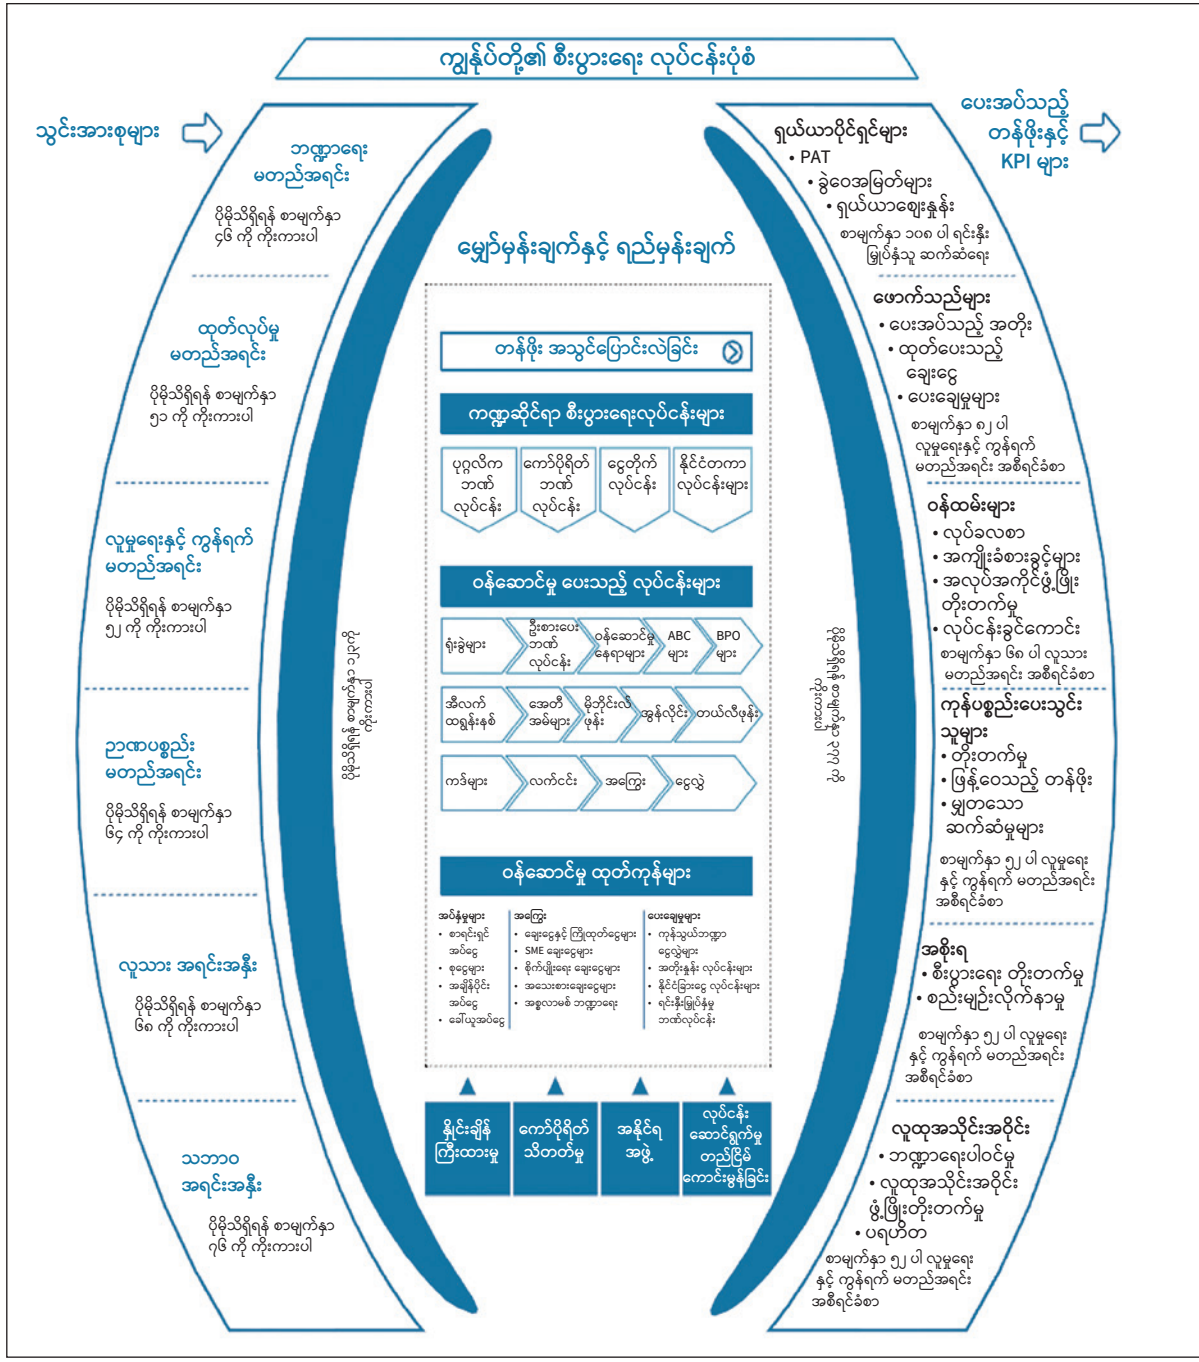 ကျွန်ုပ်တို့၏ စီးပွားရေး လုပ်ငန်းပုံစံ
သွင်းအားစုများ
ဘဏ္ဍာရေး
မတည်အရင်း
ပိုမိုသိရှိရန် စာမျက်နှာ
၄၆ ကို ကိုးကားပါ
ထုတ်လုပ်မှု
မတည်အရင်း
ပိုမိုသိရှိရန် စာမျက်နှာ
၅၁ ကို ကိုးကားပါ
လူမှုရေးနှင့် ကွန်ရက်
မတည်အရင်း
ပိုမိုသိရှိရန် စာမျက်နှာ
၅၂ ကို ကိုးကားပါ
ဉာဏပစ္စည်း
မတည်အရင်း
ပိုမိုသိရှိရန် စာမျက်နှာ
၆၄ ကို ကိုးကားပါ
လူသား အရင်းအနှီး
ပိုမိုသိရှိရန် စာမျက်နှာ
၆၈ ကို ကိုးကားပါ
သဘာဝ
အရင်းအနှီး
ပိုမိုသိရှိရန် စာမျက်နှာ
၇၆ ကို ကိုးကားပါ
မျှော်မှန်းချက်နှင့် ရည်မှန်းချက်
တန်ဖိုး အသွင်ပြောင်းလဲခြင်း
ကဏ္ဍဆိုင်ရာ စီးပွားရေးလုပ်ငန်းများ
ပုဂ္ဂလိက
ဘဏ်
လုပ်ငန်း
ကော်ပိုရိတ်
ဘဏ်
လုပ်ငန်း
ငွေတိုက်
လုပ်ငန်း
နိုင်ငံတကာ
လုပ်ငန်းများ
ဝန်ဆောင်မှု ပေးသည့် လုပ်ငန်းများ
ရုံးခွဲများ
ဦးစားပေး
ဘဏ်
လုပ်ငန်း
ဝန်ဆောင်မှု
နေရာများ
ABC
များ
BPO
များ
အီလက်
ထရွန်းနစ်
အေတီ
အမ်များ
မိုဘိုင်းလ်
ဖုန်း
အွန်လိုင်း
တယ်လီဖုန်း
ကဒ်များ
လက်ငင်း
အကြွေး
ငွေလွှဲ
ဝန်ဆောင်မှု ထုတ်ကုန်များ
အပ်နှံမှုများ
• စာရင်းရှင်
အပ်ငွေ
• စုငွေများ
• အချိန်ပိုင်း
အပ်ငွေ
• ခေါ်ယူအပ်ငွေ
အကြွေး
• ချေးငွေနှင့် ကြိုထုတ်ငွေများ
• SME ချေးငွေများ
• စိုက်ပျိုးရေး ချေးငွေများ
• အသေးစားချေးငွေများ
• အစ္စလာမစ် ဘဏ္ဍာရေး
ပေးချေမှုများ
• ကုန်သွယ်ဘဏ္ဍာ
ငွေလွှဲများ
• အတိုးနှုန်း လုပ်ငန်းများ
• နိုင်ငံခြားငွေ လုပ်ငန်းများ
• ရင်းနှီးမြှုပ်နှံမှု
ဘဏ်လုပ်ငန်း
နှိုင်းချိန်
ကြီးထားမှု
ကော်ပိုရိတ်
သိတတ်မှု
အနိုင်ရ
အဖွဲ့
လုပ်ငန်း
ဆောင်ရွက်မှု
တည်ငြိမ်
ကောင်းမွန်ခြင်း
ပေးအပ်သည့်
တန်ဖိုးနှင့်
KPI များ
ရှယ်ယာပိုင်ရှင်များ
• PAT
• ခွဲဝေအမြတ်များ
• ရှယ်ယာဈေးနှုန်း
စာမျက်နှာ ၁၀၈ ပါ ရင်းနှီး
မြှုပ်နှံသူ ဆက်ဆံရေး
ဖောက်သည်များ
• ပေးအပ်သည့် အတိုး
• ထုတ်ပေးသည့်
ချေးငွေ
• ပေးချေမှုများ
စာမျက်နှာ ၈၂ ပါ
လူမှုရေးနှင့် ကွန်ရက်
မတည်အရင်း အစီရင်ခံစာ
ဝန်ထမ်းများ
• လုပ်ခလစာ
• အကျိုးခံစားခွင့်များ
• အလုပ်အကိုင်ဖွံ့ဖြိုး
တိုးတက်မှု
• လုပ်ငန်းခွင်ကောင်း
စာမျက်နှာ ၆၈ ပါ လူသား
မတည်အရင်း အစီရင်ခံစာ
ကုန်ပစ္စည်းပေးသွင်း
သူများ
• တိုးတက်မှု
• ဖြန့်ဝေသည့် တန်ဖိုး
• မျှတသော
ဆက်ဆံမှုများ
စာမျက်နှာ ၅၂ ပါ လူမှုရေး
နှင့် ကွန်ရက် မတည်အရင်း
အစီရင်ခံစာ
အစိုးရ
• စီးပွားရေး တိုးတက်မှု
• စည်းမျဉ်းလိုက်နာမှု
စာမျက်နှာ ၅၂ ပါ လူမှုရေး
နှင့် ကွန်ရက် မတည်အရင်း
အစီရင်ခံစာ
လူထုအသိုင်းအဝိုင်း
• ဘဏ္ဍာရေးပါဝင်မှု
• လူထုအသိုင်းအဝိုင်း
ဖွံ့ဖြိုးတိုးတက်မှု
• ပရဟိတ
စာမျက်နှာ ၅၂ ပါ လူမှုရေး
နှင့် ကွန်ရက် မတည်အရင်း
အစီရင်ခံစာ